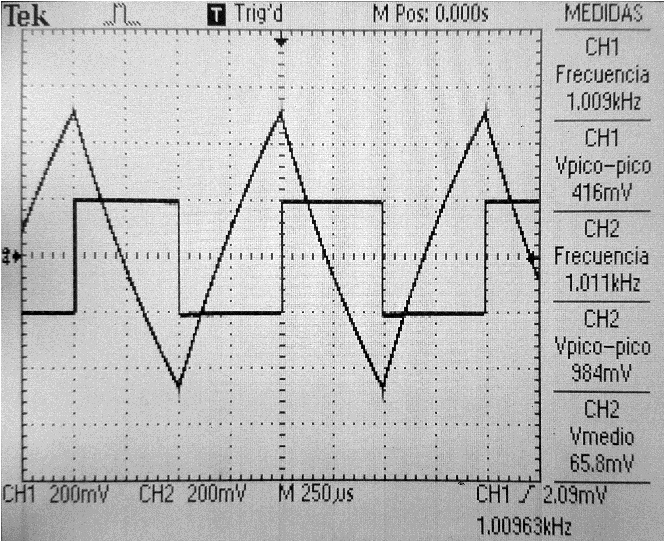 Tek T Trig'd M Pos: 0.000s MEDIDAS
CH1
Frecuencia
1.009kHz
CH1
Vpico-pico
416mV
CH2
Frecuencia
1.011kHz
CH2
Vpico-pico
984mV
CH2
Vmedio
65.8mV
CH1 200mV CH2 200mV M 250µs CH1 2.09mV
1.00963kHz